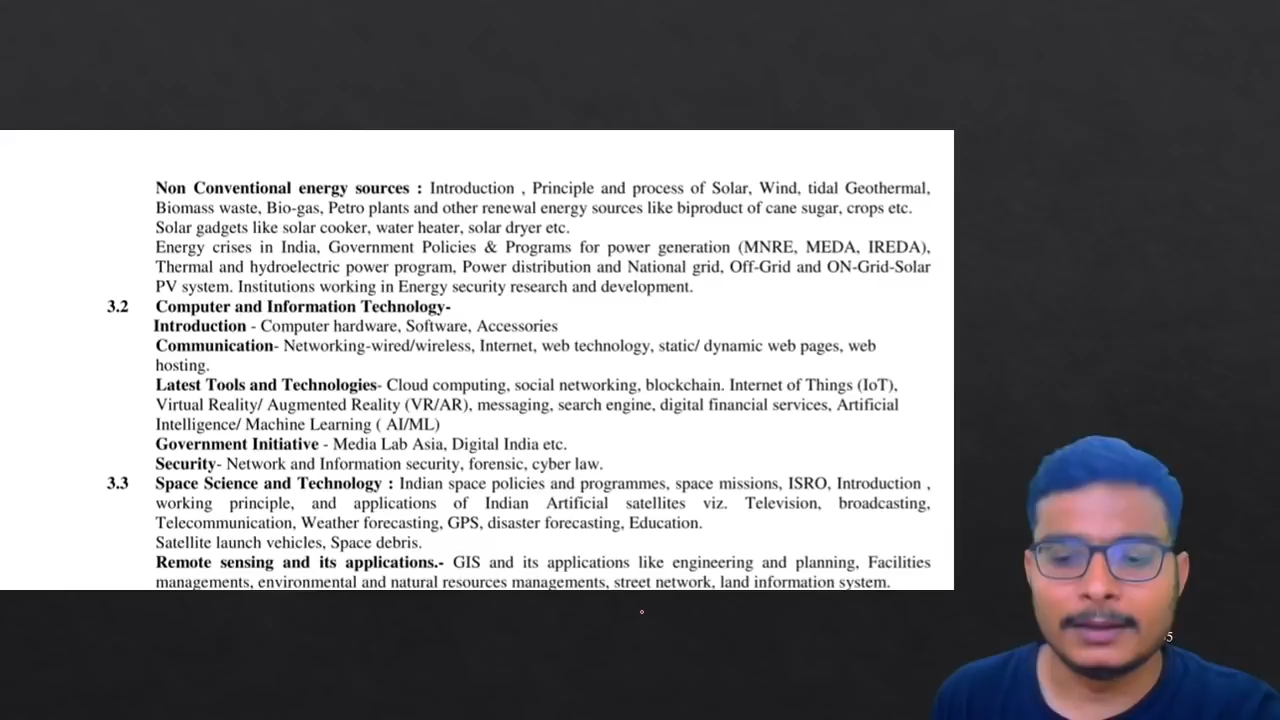 Non Conventional energy sources : Introduction , Principle and process of Solar, Wind, tidal Geothermal,
Biomass waste, Bio-gas, Petro plants and other renewal energy sources like biproduct of cane sugar, crops etc.
Solar gadgets like solar cooker, water heater, solar dryer etc.
Energy crises in India, Government Policies & Programs for power generation (MNRE, MEDA, IREDA),
Thermal and hydroelectric power program, Power distribution and National grid, Off-Grid and ON-Grid-Solar
PV system. Institutions working in Energy security research and development.
3.2 Computer and Information Technology-
Introduction - Computer hardware, Software, Accessories
Communication- Networking-wired/wireless, Internet, web technology, static/ dynamic web pages, web
hosting.
Latest Tools and Technologies- Cloud computing, social networking, blockchain. Internet of Things (IoT),
Virtual Reality/ Augmented Reality (VR/AR), messaging, search engine, digital financial services, Artificial
Intelligence/ Machine Learning ( AI/ML)
Government Initiative - Media Lab Asia, Digital India etc.
Security- Network and Information security, forensic, cyber law.
3.3 Space Science and Technology : Indian space policies and programmes, space missions, ISRO, Introduction ,
working principle, and applications of Indian Artificial satellites viz. Television, broadcasting,
Telecommunication, Weather forecasting, GPS, disaster forecasting, Education.
Satellite launch vehicles, Space debris.
Remote sensing and its applications.- GIS and its applications like engineering and planning, Facilities
managements, environmental and natural resources managements, street network, land information system.